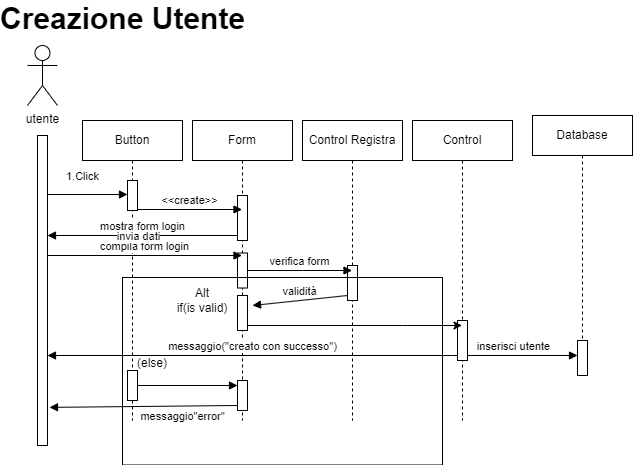 Creazione Utente
utente
Button
Form
Control Registra
Control
Database
1.Click
<<create>>
mostra form login
invia dati
compila form login
verifica form
Alt
validità
if(is valid)
messaggio("creato con successo")
inserisci utente
(else)
messaggio"error"